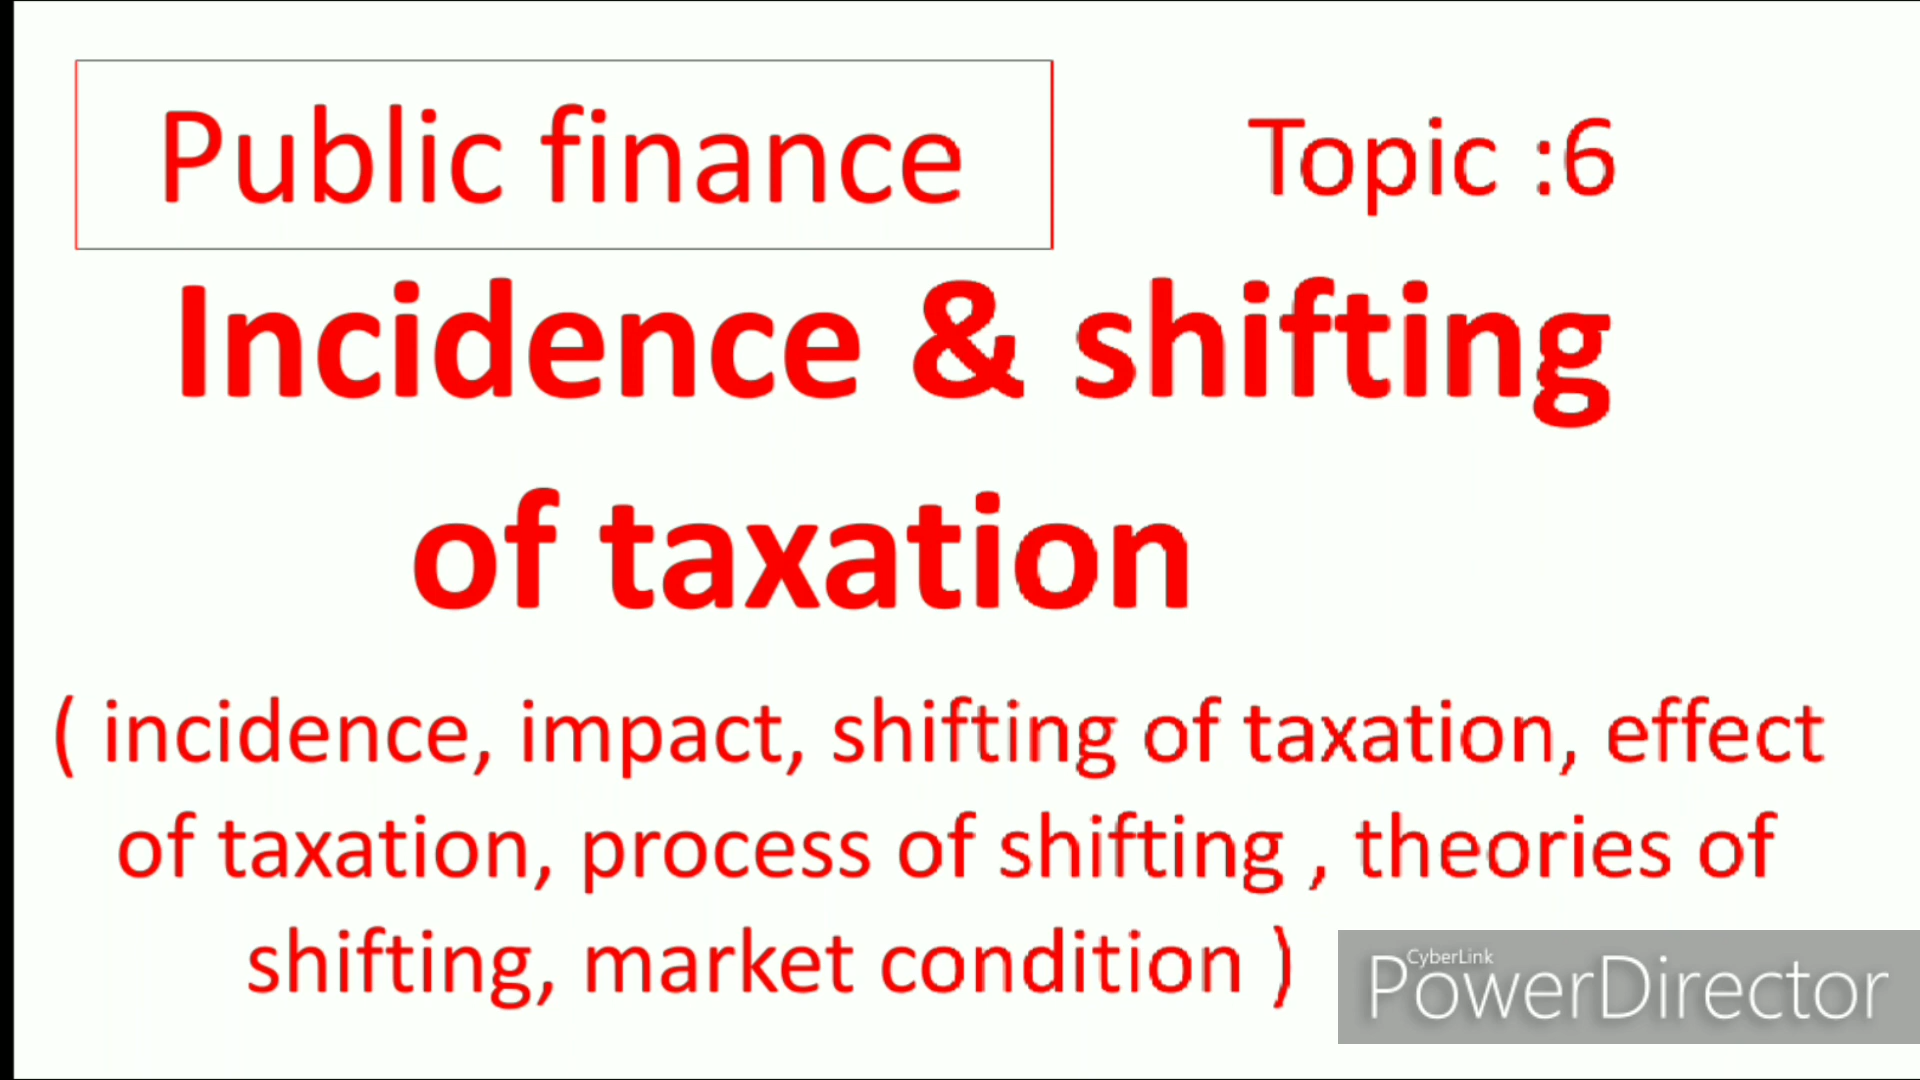 Public finance
Topic :6
Incidence & shifting
of taxation
( incidence, impact, shifting of taxation, effect
of taxation, process of shifting , theories of
shifting, market condition )
CyberLink
PowerDirector